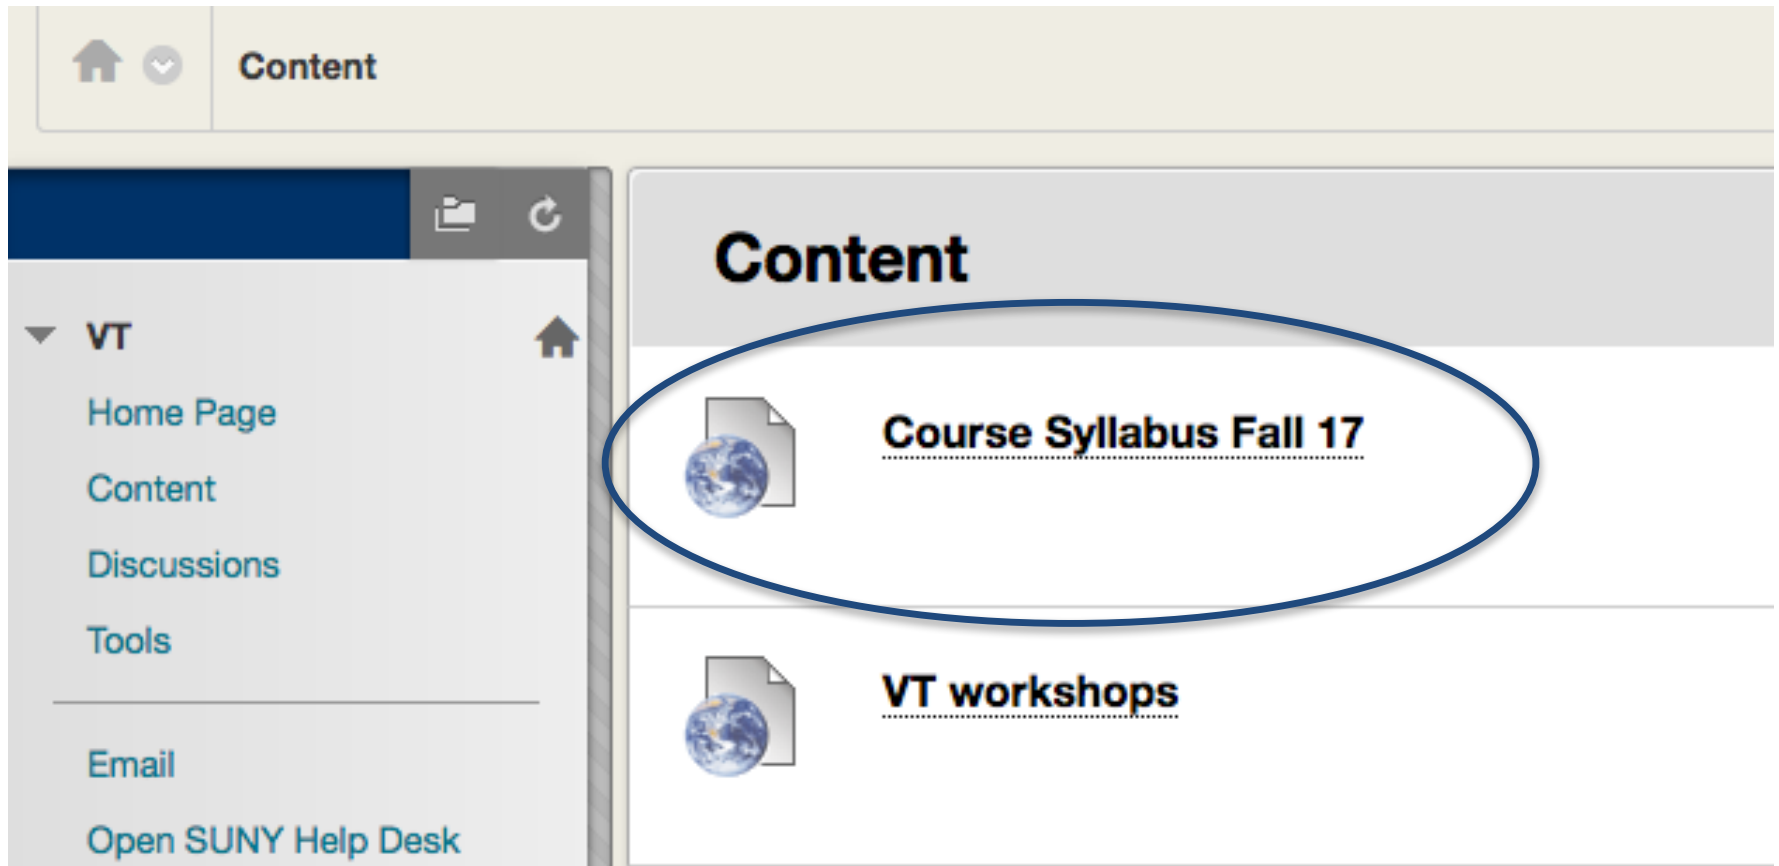 Content
VT
Home Page
Content
Discussions
Tools
Email
Open SUNY Help Desk
Content
Course Syllabus Fall 17
VT workshops